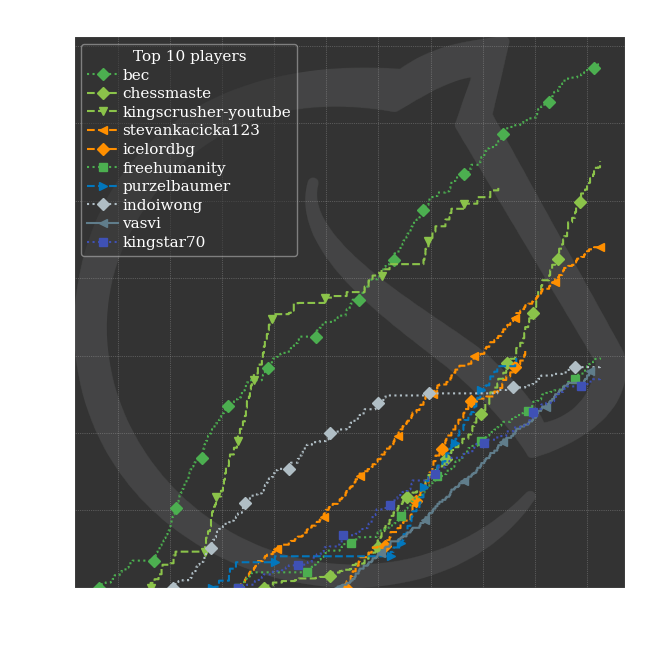 Top 10 players
bec
chessmaste
kingscrusher-youtube
stevankacicka123
icelordbg
freehumanity
purzelbaumer
indoiwong
vasvi
kingstar70